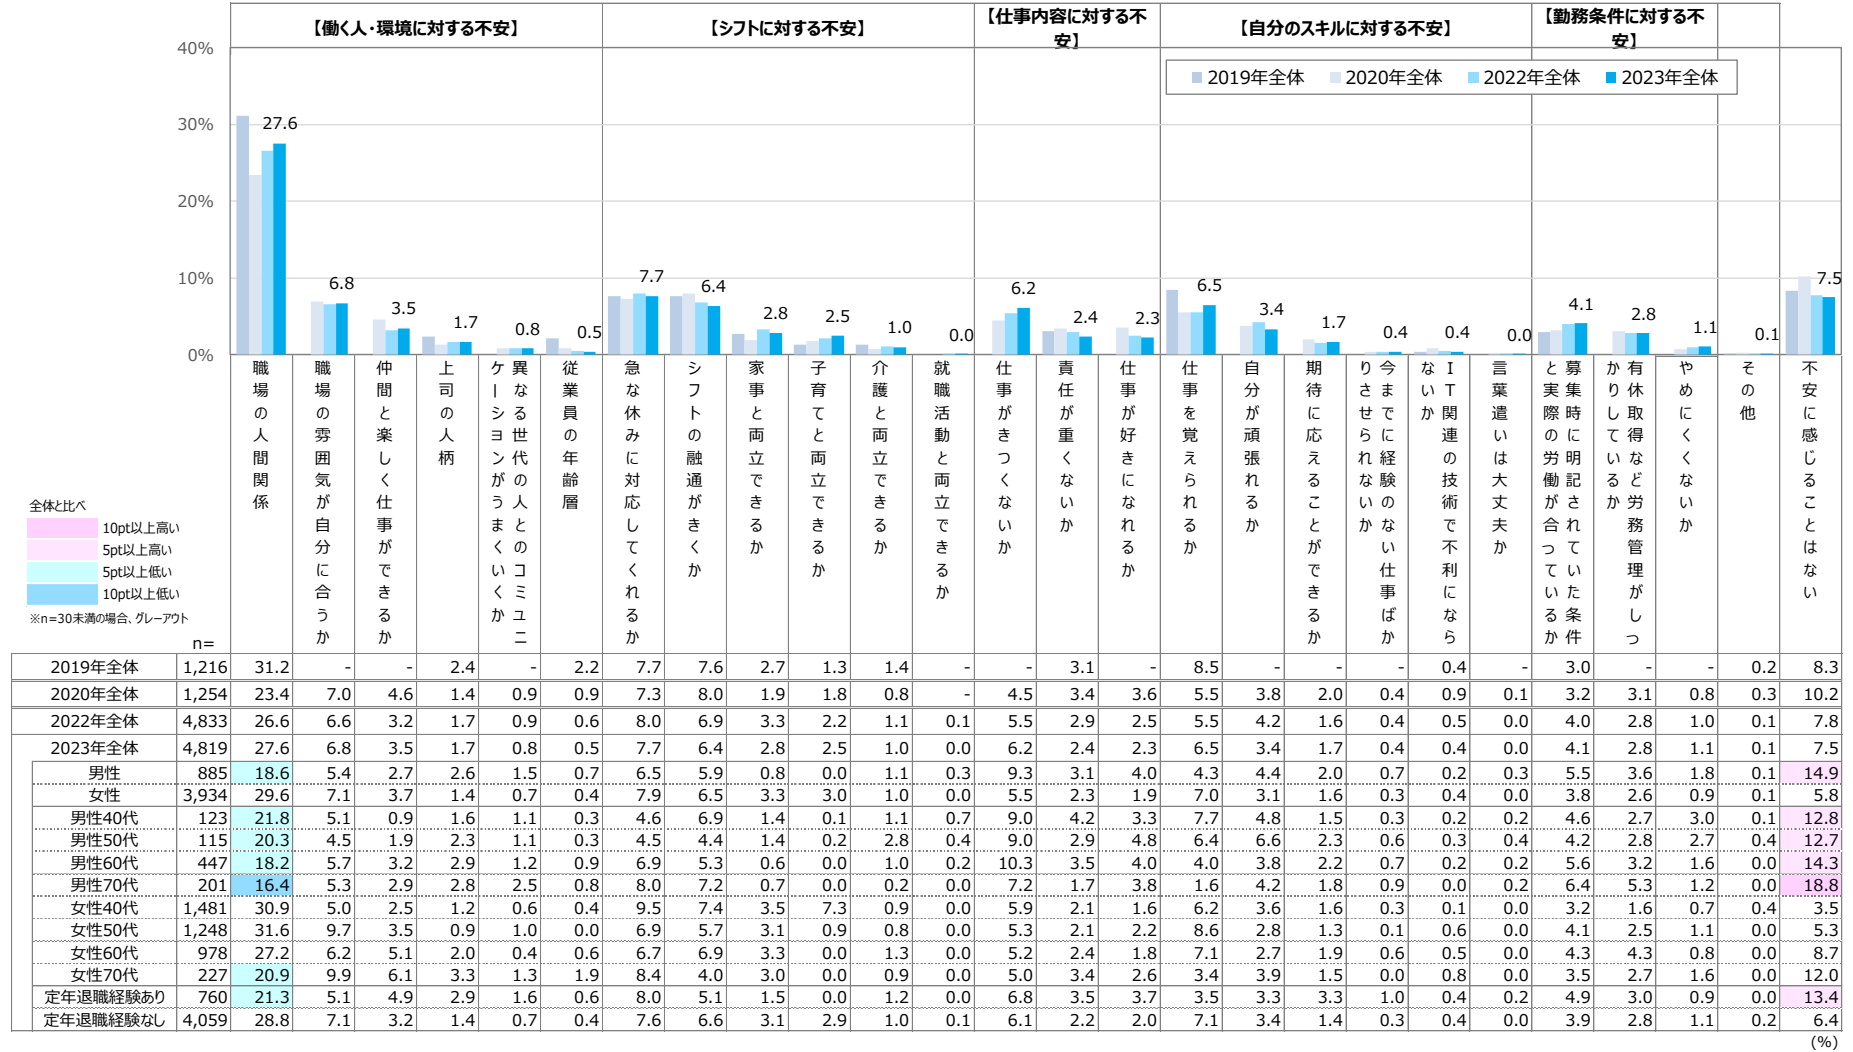 【働く人・環境に対する不安】
【シフトに対する不安】
【仕事内容に対する不
安】
【自分のスキルに対する不安】
【勤務条件に対する不
安】
40%
30%
20%
10%
0%
2019年全体 2020年全体 2022年全体 2023年全体
27.6 6.8 3.5 1.7 0.8 0.5 7.7 6.4 2.8 2.5 1.0 0.0 6.2 2.4 2.3 6.5 3.4 1.7 0.4 0.4 0.0 4.1 2.8 1.1 0.1 7.5
職場の人間関係
職場の雰囲気が自分に合うか
仲間と楽しく仕事ができるか
上司の人柄
異なる世代の人とのコミュニ
ケーションがうまくいくか
従業員の年齢層
急な休みに対応してくれるか
シフトの融通がきくか
家事と両立できるか
子育てと両立できるか
介護と両立できるか
就職活動と両立できるか
仕事がきつくないか
責任が重くないか
仕事が好きになれるか
仕事を覚えられるか
自分が頑張れるか
期待に応えることができるか
今までに経験のない仕事ばか
りさせられないか
IT関連の技術で不利になら
ないか
言葉遣いは大丈夫か
募集時に明記されていた条件
と実際の労働が合っているか
有休取得など労務管理がしっ
かりしているか
やめにくくないか
その他
不安に感じることはない
全体と比べ
10pt以上高い
5pt以上高い
5pt以上低い
10pt以上低い
※n=30未満の場合、グレーアウト
n=
2019年全体 1,216 31.2 - - 2.4 - 2.2 7.7 7.6 2.7 1.3 1.4 - - 3.1 - 8.5 - - - 0.4 - 3.0 - - 0.2 8.3
2020年全体 1,254 23.4 7.0 4.6 1.4 0.9 0.9 7.3 8.0 1.9 1.8 0.8 - 4.5 3.4 3.6 5.5 3.8 2.0 0.4 0.9 0.1 3.2 3.1 0.8 0.3 10.2
2022年全体 4,833 26.6 6.6 3.2 1.7 0.9 0.6 8.0 6.9 3.3 2.2 1.1 0.1 5.5 2.9 2.5 5.5 4.2 1.6 0.4 0.5 0.0 4.0 2.8 1.0 0.1 7.8
2023年全体 4,819 27.6 6.8 3.5 1.7 0.8 0.5 7.7 6.4 2.8 2.5 1.0 0.0 6.2 2.4 2.3 6.5 3.4 1.7 0.4 0.4 0.0 4.1 2.8 1.1 0.1 7.5
男性 885 18.6 5.4 2.7 2.6 1.5 0.7 6.5 5.9 0.8 0.0 1.1 0.3 9.3 3.1 4.0 4.3 4.4 2.0 0.7 0.2 0.3 5.5 3.6 1.8 0.1 14.9
女性 3,934 29.6 7.1 3.7 1.4 0.7 0.4 7.9 6.5 3.3 3.0 1.0 0.0 5.5 2.3 1.9 7.0 3.1 1.6 0.3 0.4 0.0 3.8 2.6 0.9 0.1 5.8
男性40代 123 21.8 5.1 0.9 1.6 1.1 0.3 4.6 6.9 1.4 0.1 1.1 0.7 9.0 4.2 3.3 7.7 4.8 1.5 0.3 0.2 0.2 4.6 2.7 3.0 0.1 12.8
男性50代 115 20.3 4.5 1.9 2.3 1.1 0.3 4.5 4.4 1.4 0.2 2.8 0.4 9.0 2.9 4.8 6.4 6.6 2.3 0.6 0.3 0.4 4.2 2.8 2.7 0.4 12.7
男性60代 447 18.2 5.7 3.2 2.9 1.2 0.9 6.9 5.3 0.6 0.0 1.0 0.2 10.3 3.5 4.0 4.0 3.8 2.2 0.7 0.2 0.2 5.6 3.2 1.6 0.0 14.3
男性70代 201 16.4 5.3 2.9 2.8 2.5 0.8 8.0 7.2 0.7 0.0 0.2 0.0 7.2 1.7 3.8 1.6 4.2 1.8 0.9 0.0 0.2 6.4 5.3 1.2 0.0 18.8
女性40代 1,481 30.9 5.0 2.5 1.2 0.6 0.4 9.5 7.4 3.5 7.3 0.9 0.0 5.9 2.1 1.6 6.2 3.6 1.6 0.3 0.1 0.0 3.2 1.6 0.7 0.4 3.5
女性50代 1,248 31.6 9.7 3.5 0.9 1.0 0.0 6.9 5.7 3.1 0.9 0.8 0.0 5.3 2.1 2.2 8.6 2.8 1.3 0.1 0.6 0.0 4.1 2.5 1.1 0.0 5.3
女性60代 978 27.2 6.2 5.1 2.0 0.4 0.6 6.7 6.9 3.3 0.0 1.3 0.0 5.2 2.4 1.8 7.1 2.7 1.9 0.6 0.5 0.0 4.3 4.3 0.8 0.0 8.7
女性70代 227 20.9 9.9 6.1 3.3 1.3 1.9 8.4 4.0 3.0 0.0 0.9 0.0 5.0 3.4 2.6 3.4 3.9 1.5 0.0 0.8 0.0 3.5 2.7 1.6 0.0 12.0
定年退職経験あり 760 21.3 5.1 4.9 2.9 1.6 0.6 8.0 5.1 1.5 0.0 1.2 0.0 6.8 3.5 3.7 3.5 3.3 3.3 1.0 0.4 0.2 4.9 3.0 0.9 0.0 13.4
定年退職経験なし 4,059 28.8 7.1 3.2 1.4 0.7 0.4 7.6 6.6 3.1 2.9 1.0 0.1 6.1 2.2 2.0 7.1 3.4 1.4 0.3 0.4 0.0 3.9 2.8 1.1 0.2 6.4
(%)